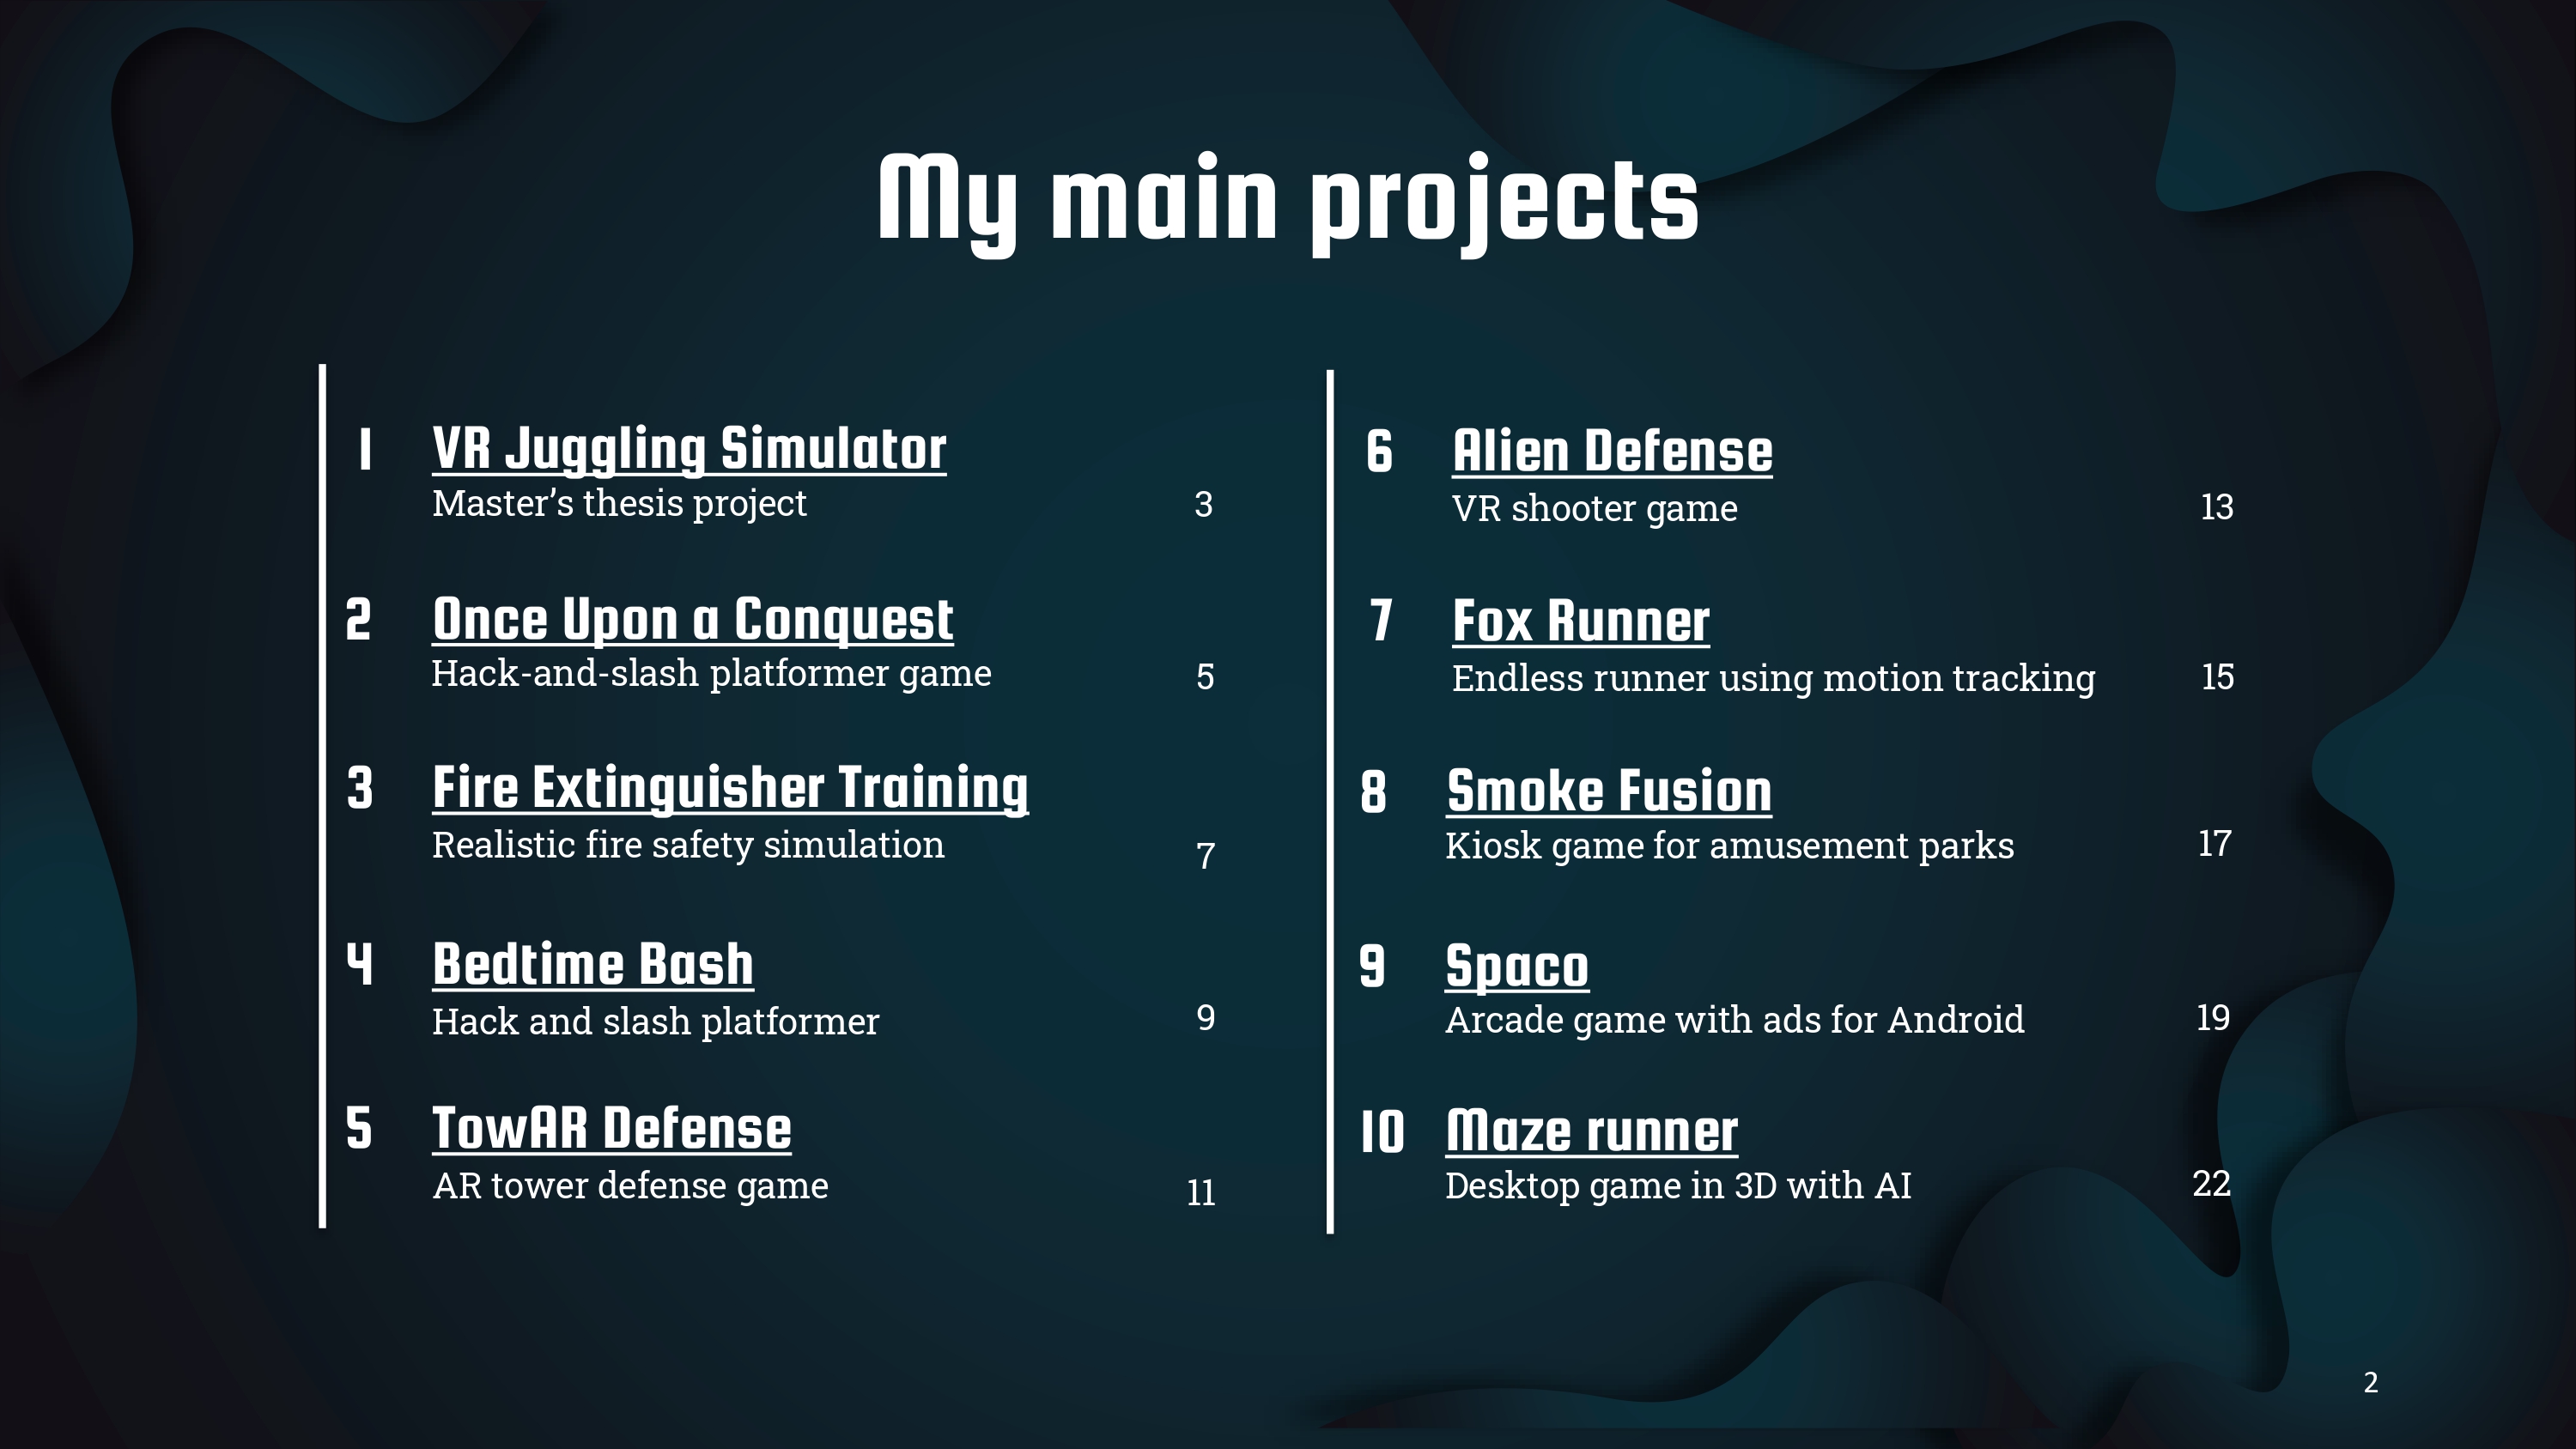 My main projects
1 VR Juggling Simulator
Master’s thesis project 3
2 Once Upon a Conquest
Hack-and-slash platformer game 5
3 Fire Extinguisher Training
Realistic fire safety simulation 7
4 Bedtime Bash
Hack and slash platformer 9
5 TowAR Defense
AR tower defense game 11
6 Alien Defense
VR shooter game 13
7 Fox Runner
Endless runner using motion tracking 15
8 Smoke Fusion
Kiosk game for amusement parks 17
9 Spaco
Arcade game with ads for Android 19
10 Maze runner
Desktop game in 3D with AI 22
2